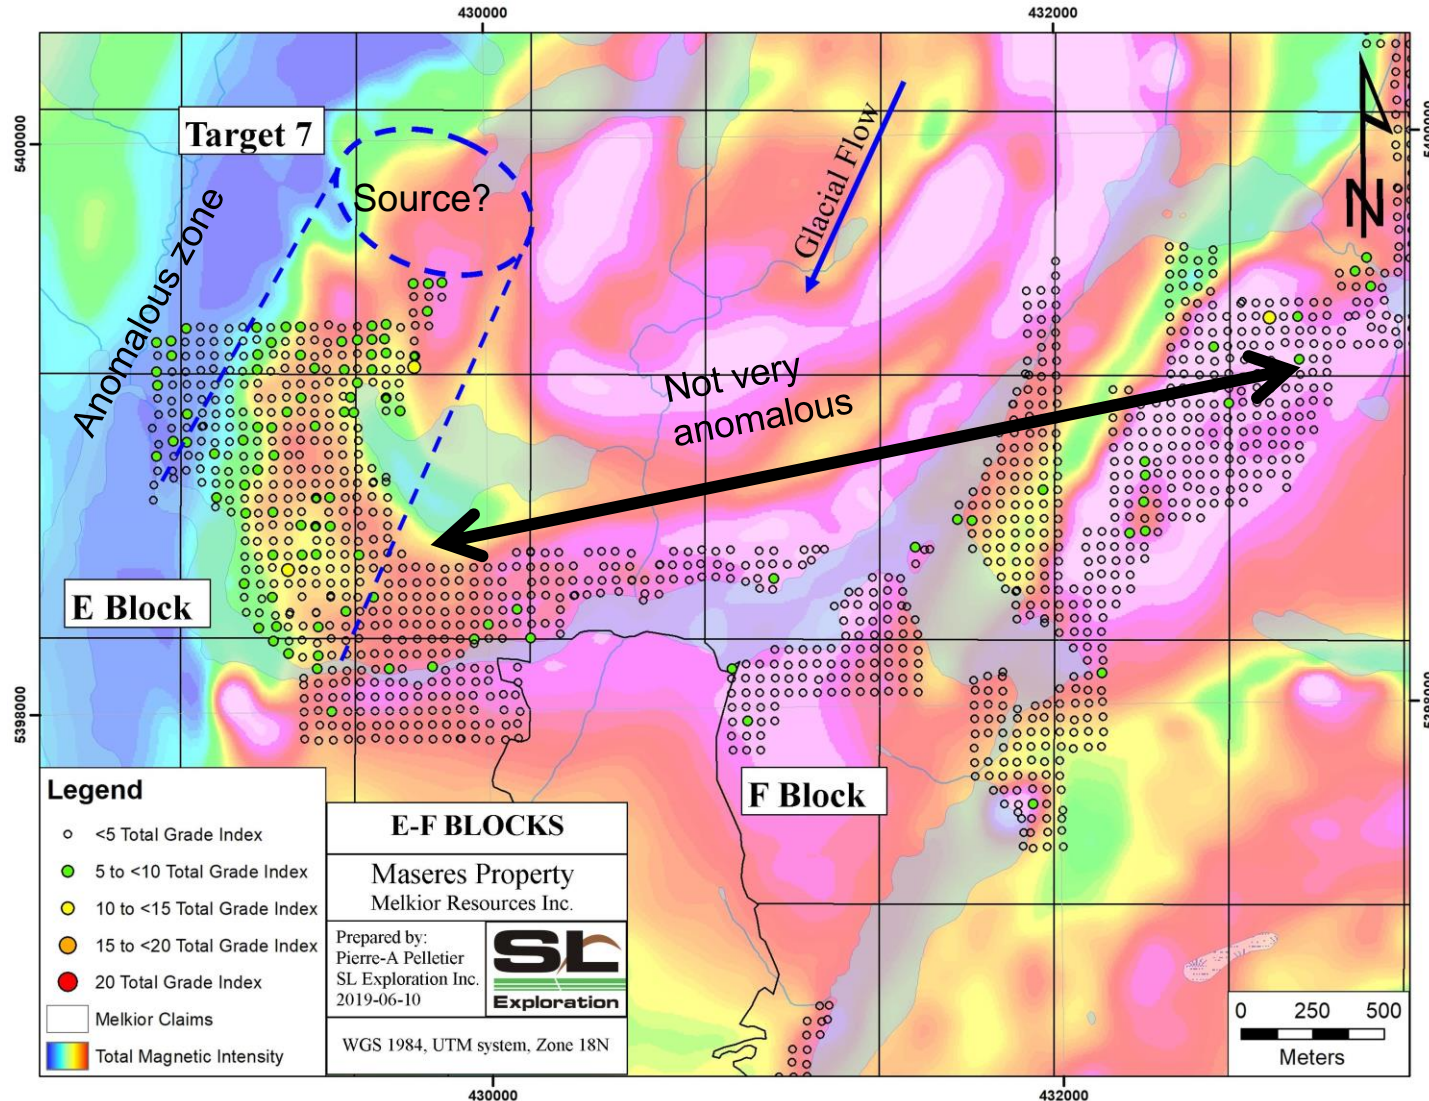 430000
432000
5400000
5400000
Target 7
Source?
Anomalous zone
Glacial Flow
N
Not very
anomalous
E Block
5398000
5398000
F Block
Legend
<5 Total Grade Index
5 to <10 Total Grade Index
10 to <15 Total Grade Index
15 to <20 Total Grade Index
20 Total Grade Index
Melkior Claims
Total Magnetic Intensity
E-F BLOCKS
Maseres Property
Melkior Resources Inc.
Prepared by:
Pierre-A Pelletier
SL Exploration Inc.
2019-06-10
SL
Exploration
WGS 1984, UTM system, Zone 18N
0 250 500
Meters
430000
432000